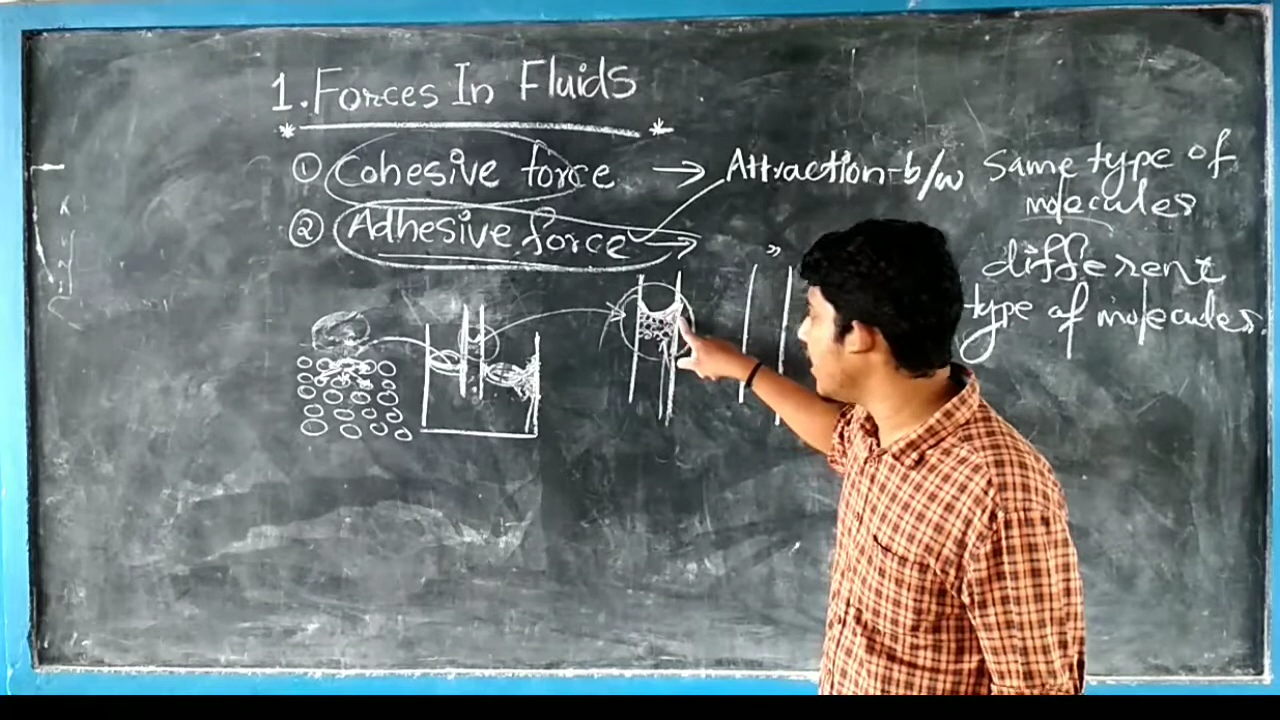 1. Forces In Fluids
① Cohesive force → Attraction b/w Same type of
molecules
② Adhesive force → " different
type of molecules.